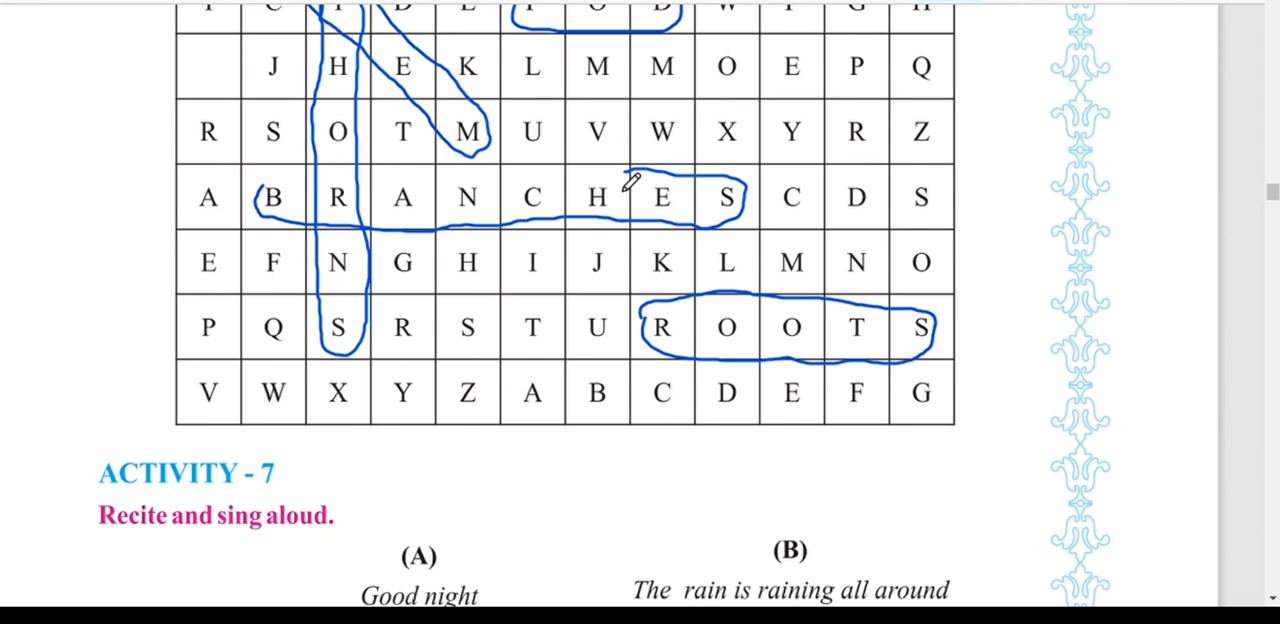 J H E K L M M O E P Q
R S O T M U V W X Y R Z
A B R A N C H E S C D S
E F N G H I J K L M N O
P Q S R S T U R O O T S
V W X Y Z A B C D E F G
ACTIVITY - 7
Recite and sing aloud.
(A)
(B)
Good night
The rain is raining all around